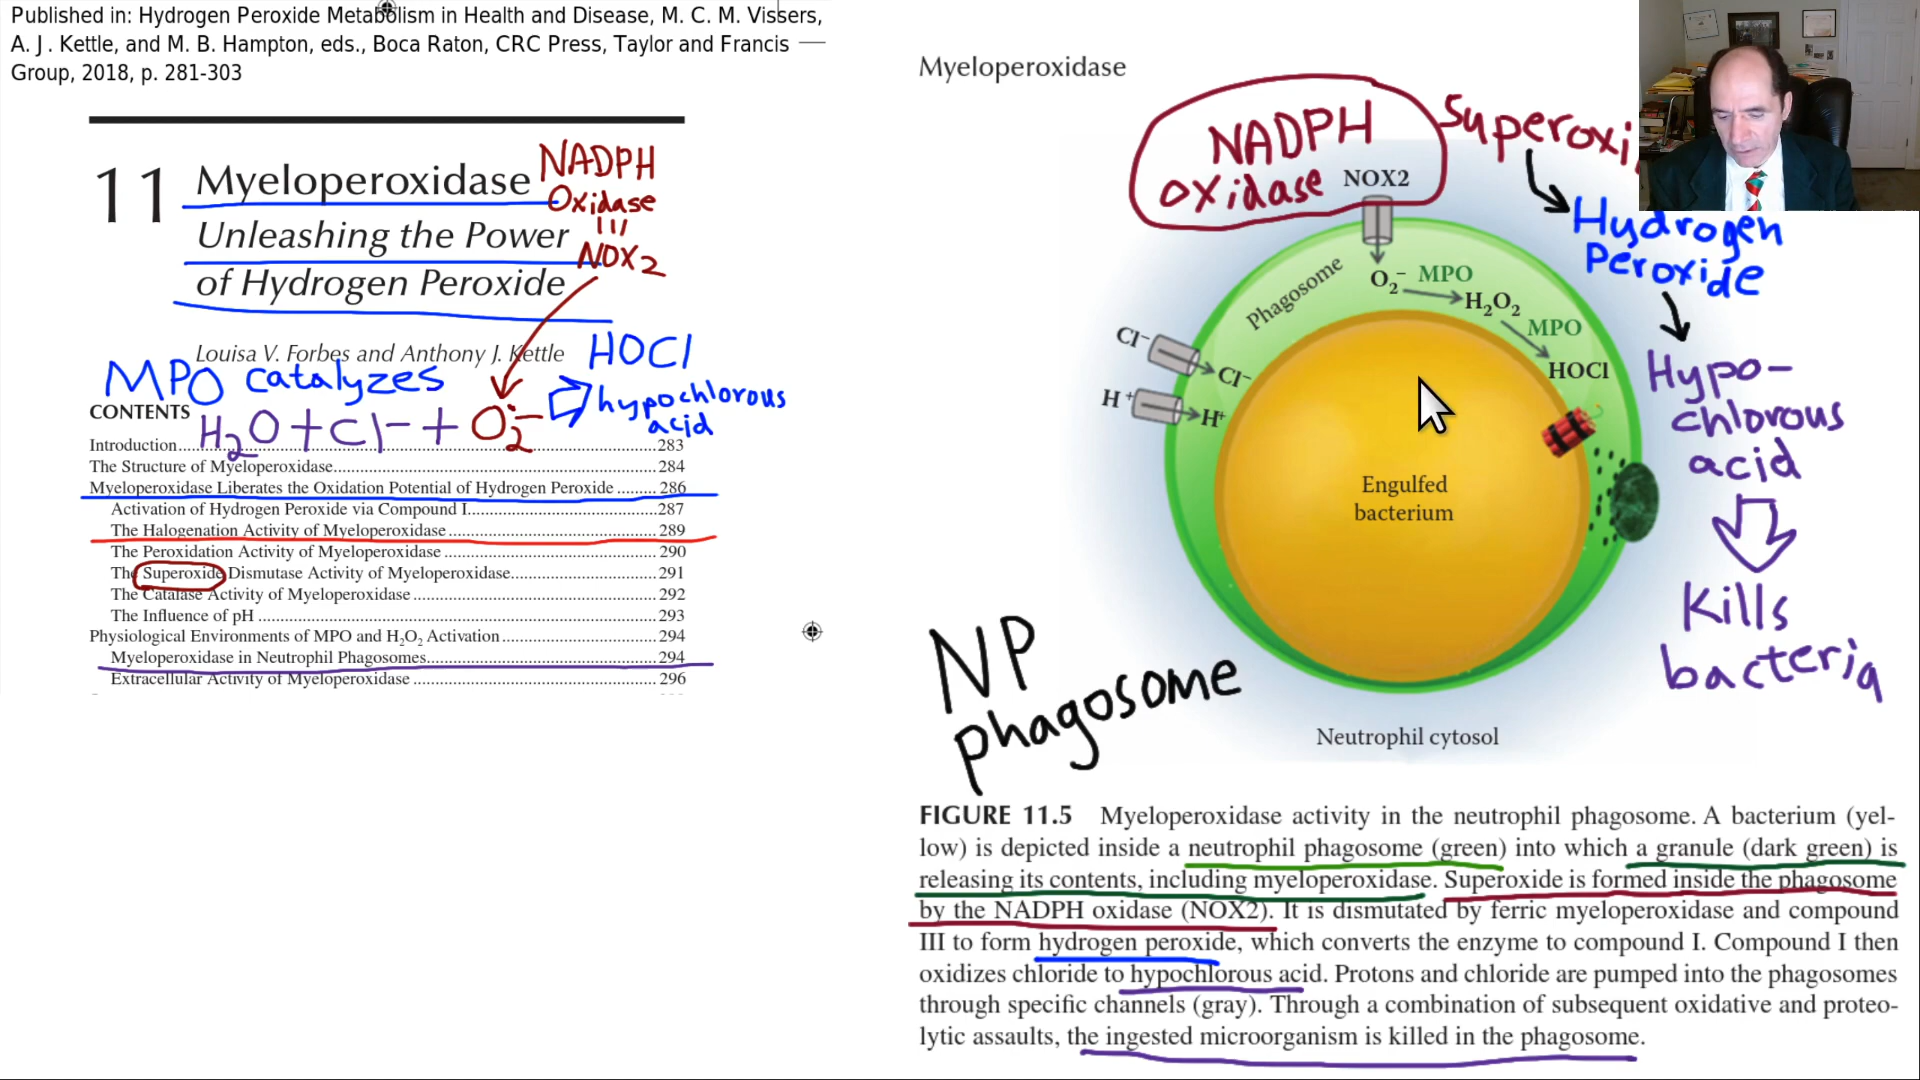 Published in: Hydrogen Peroxide Metabolism in Health and Disease, M. C. M. Vissers,
A. J. Kettle, and M. B. Hampton, eds., Boca Raton, CRC Press, Taylor and Francis
Group, 2018, p. 281-303
11 Myeloperoxidase
Unleashing the Power
of Hydrogen Peroxide
NADPH
Oxidase
NOX2
Louisa V. Forbes and Anthony J. Kettle
MPO catalyzes
HOCl
hypochlorous
acid
H₂O + Cl⁻ + O₂⁻
CONTENTS
Introduction 283
The Structure of Myeloperoxidase 284
Myeloperoxidase Liberates the Oxidation Potential of Hydrogen Peroxide 286
Activation of Hydrogen Peroxide via Compound I 287
The Halogenation Activity of Myeloperoxidase 289
The Peroxidation Activity of Myeloperoxidase 290
The Superoxide Dismutase Activity of Myeloperoxidase 291
The Catalase Activity of Myeloperoxidase 292
The Influence of pH 293
Physiological Environments of MPO and H₂O₂ Activation 294
Myeloperoxidase in Neutrophil Phagosomes 294
Extracellular Activity of Myeloperoxidase 296
Myeloperoxidase
NADPH
oxidase NOX2
Superoxi
Hydrogen
Peroxide
Hypo-
chlorous
acid
Kills
bacteria
Phagosome
O₂⁻ MPO
H₂O₂
MPO
HOCl
Cl⁻ Cl⁻
H⁺ H⁺
Engulfed
bacterium
NP
phagosome
Neutrophil cytosol
FIGURE 11.5 Myeloperoxidase activity in the neutrophil phagosome. A bacterium (yel-
low) is depicted inside a neutrophil phagosome (green) into which a granule (dark green) is
releasing its contents, including myeloperoxidase. Superoxide is formed inside the phagosome
by the NADPH oxidase (NOX2). It is dismutated by ferric myeloperoxidase and compound
III to form hydrogen peroxide, which converts the enzyme to compound I. Compound I then
oxidizes chloride to hypochlorous acid. Protons and chloride are pumped into the phagosomes
through specific channels (gray). Through a combination of subsequent oxidative and proteo-
lytic assaults, the ingested microorganism is killed in the phagosome.